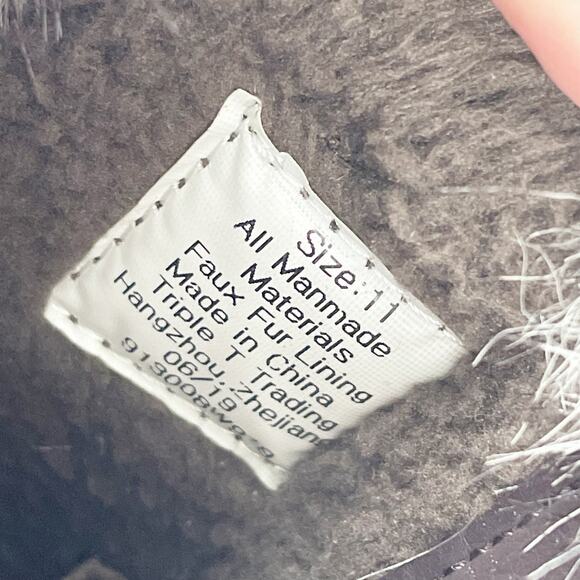 Size:11
All Manmade
Materials
Faux Fur Lining
Made in China
Triple T Trading
Hangzhou, Zhejiang
06/19